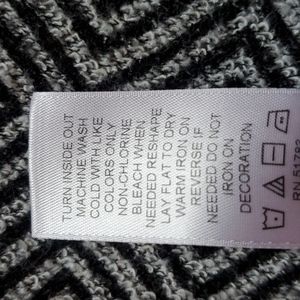 TURN INSIDE OUT
MACHINE WASH
COLD WITH LIKE
COLORS ONLY
NON-CHLORINE
BLEACH WHEN
NEEDED RESHAPE
LAY FLAT TO DRY
WARM IRON ON
REVERSE IF
NEEDED DO NOT
IRON ON
DECORATION